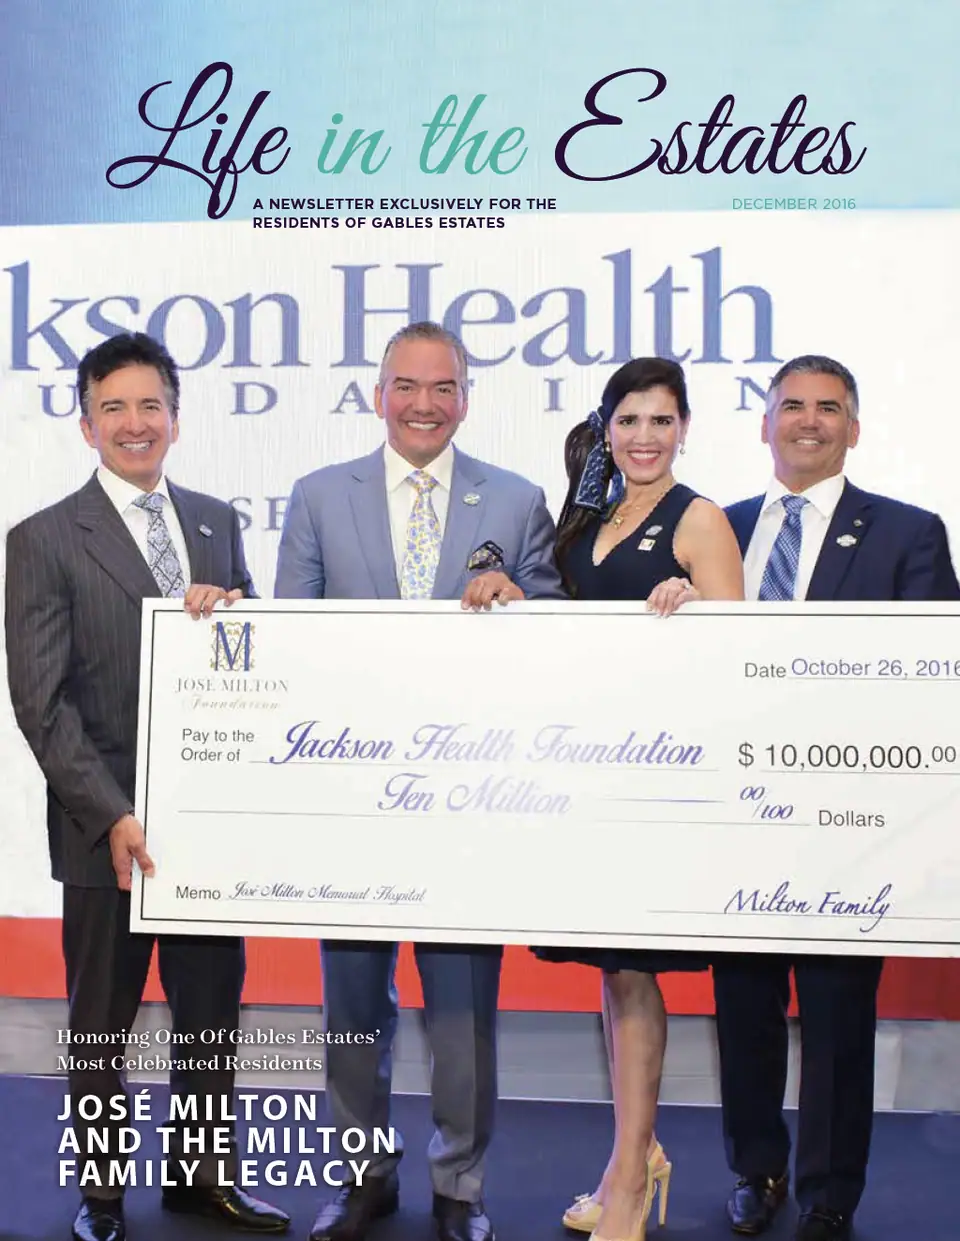 Life in the Estates
A NEWSLETTER EXCLUSIVELY FOR THE
RESIDENTS OF GABLES ESTATES
DECEMBER 2016
kson Health
U DATI N
SE
M
JOSÉ MILTON
Foundation
Date October 26, 2016
Pay to the
Order of Jackson Health Foundation $ 10,000,000.00
Ten Million 00/100 Dollars
Memo José Milton Memorial Hospital
Milton Family
Honoring One Of Gables Estates’
Most Celebrated Residents
JOSÉ MILTON
AND THE MILTON
FAMILY LEGACY